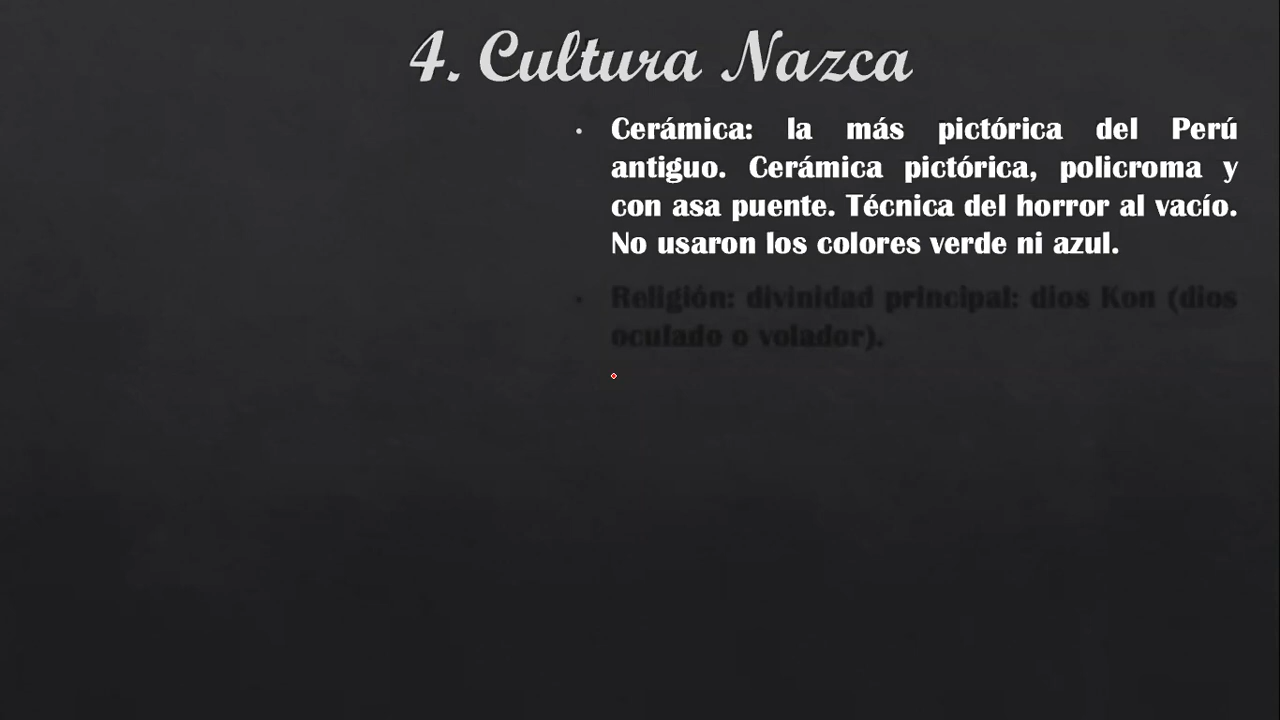 4. Cultura Nazca
• Cerámica: la más pictórica del Perú
antiguo. Cerámica pictórica, policroma y
con asa puente. Técnica del horror al vacío.
No usaron los colores verde ni azul.
• Religión: divinidad principal: dios Kon (dios
oculado o volador).